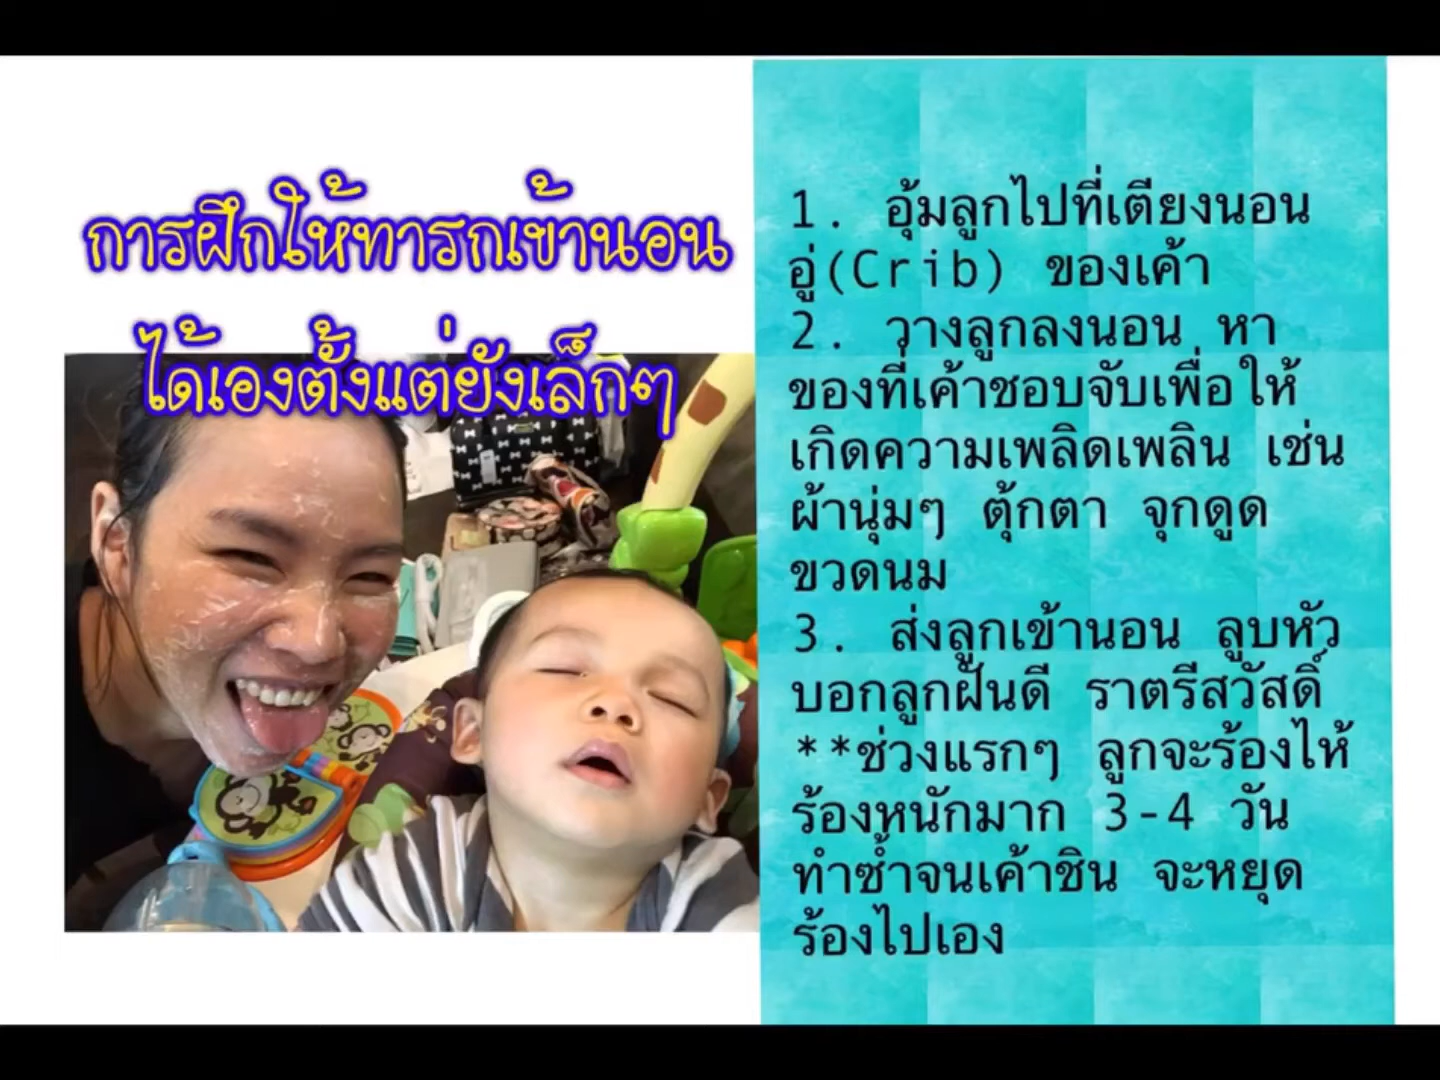 การฝึกให้ทารกเข้านอน
ได้เองตั้งแต่ยังเล็กๆ
1. อุ้มลูกไปที่เตียงนอน
อู่(Crib) ของเค้า
2. วางลูกลงนอน หา
ของที่เค้าชอบจับเพื่อให้
เกิดความเพลิดเพลิน เช่น
ผ้านุ่มๆ ตุ้กตา จุกดูด
ขวดนม
3. ส่งลูกเข้านอน ลูบหัว
บอกลูกฝันดี ราตรีสวัสดิ์
**ช่วงแรกๆ ลูกจะร้องไห้
ร้องหนักมาก 3-4 วัน
ทำซ้ำจนเค้าชิน จะหยุด
ร้องไปเอง